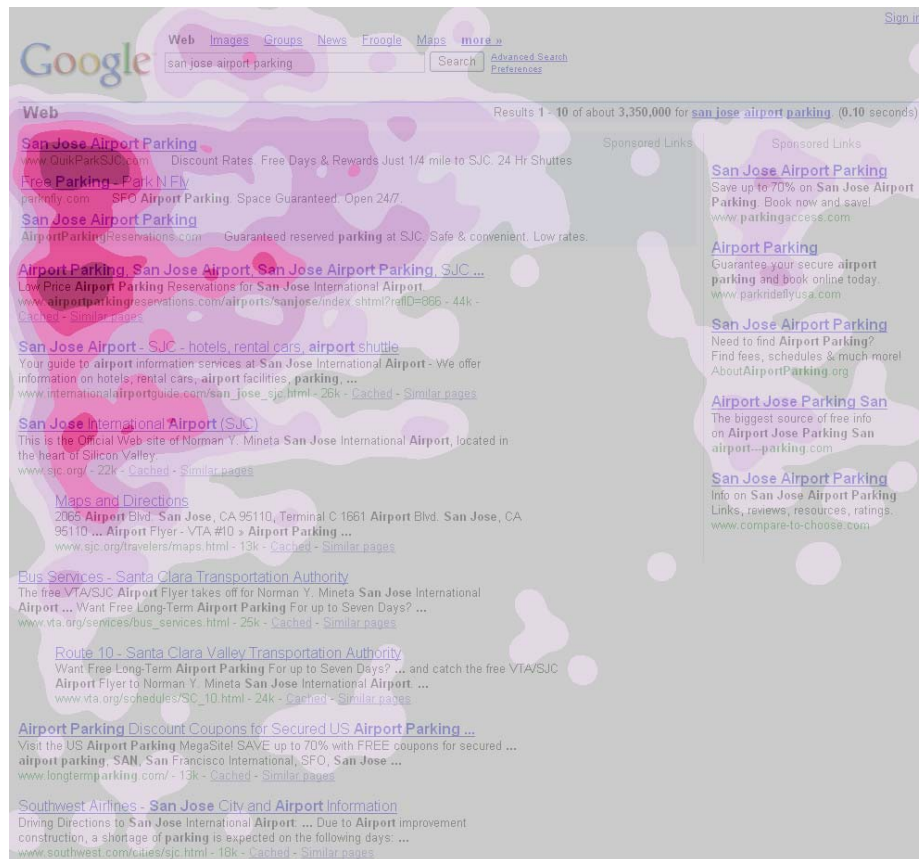 Sign in
Google
Web Images Groups News Froogle Maps more »
san jose airport parking Search Advanced Search
Preferences
Web Results 1 - 10 of about 3,350,000 for san jose airport parking. (0.10 seconds)
San Jose Airport Parking
www.QuikParkSJC.com Discount Rates. Free Days & Rewards Just 1/4 mile to SJC. 24 Hr Shuttes
Free Parking - Park N Fly
parknfly.com SFO Airport Parking. Space Guaranteed. Open 24/7.
San Jose Airport Parking
AirportParkingReservations.com Guaranteed reserved parking at SJC. Safe & convenient. Low rates.
Sponsored Links
Airport Parking, San Jose Airport, San Jose Airport Parking, SJC ...
Low Price Airport Parking Reservations for San Jose International Airport
www.airportparkingreservations.com/airports/sanjose/index.shtml?refID=866 - 44k -
Cached - Similar pages
San Jose Airport - SJC - hotels, rental cars, airport shuttle
Your guide to airport information services at San Jose International Airport - We offer
information on hotels, rental cars, airport facilities, parking, ...
www.internationalairportguide.com/san_jose_sjc.html - 26k - Cached - Similar pages
San Jose International Airport (SJC)
This is the Official Web site of Norman Y. Mineta San Jose International Airport, located in
the heart of Silicon Valley.
www.sjc.org/ - 22k - Cached - Similar pages
Maps and Directions
2065 Airport Blvd. San Jose, CA 95110, Terminal C 1661 Airport Blvd. San Jose, CA
95110 ... Airport Flyer - VTA #10 » Airport Parking ...
www.sjc.org/travelers/maps.html - 13k - Cached - Similar pages
Bus Services - Santa Clara Transportation Authority
The free VTA/SJC Airport Flyer takes off for Norman Y. Mineta San Jose International
Airport ... Want Free Long-Term Airport Parking For up to Seven Days? ...
www.vta.org/services/bus_services.html - 25k - Cached - Similar pages
Route 10 - Santa Clara Valley Transportation Authority
Want Free Long-Term Airport Parking For up to Seven Days? ... and catch the free VTA/SJC
Airport Flyer to Norman Y. Mineta San Jose International Airport. ...
www.vta.org/schedules/SC_10.html - 24k - Cached - Similar pages
Airport Parking Discount Coupons for Secured US Airport Parking ...
Visit the US Airport Parking MegaSite! SAVE up to 70% with FREE coupons for secured ...
airport parking, SAN, San Francisco International, SFO, San Jose ...
www.longtermparking.com/ - 13k - Cached - Similar pages
Southwest Airlines - San Jose City and Airport Information
Driving Directions to San Jose International Airport: ... Due to Airport improvement
construction, a shortage of parking is expected on the following days: ...
www.southwest.com/cities/sjc.html - 18k - Cached - Similar pages
Sponsored Links
San Jose Airport Parking
Save up to 70% on San Jose Airport
Parking. Book now and save!
www.parkingaccess.com
Airport Parking
Guarantee your secure airport
parking and book online today.
www.parkrideflyusa.com
San Jose Airport Parking
Need to find Airport Parking?
Find fees, schedules & much more!
AboutAirportParking.org
Airport Jose Parking San
The biggest source of free info
on Airport Jose Parking San
airport---parking.com
San Jose Airport Parking
Info on San Jose Airport Parking
Links, reviews, resources, ratings.
www.compare-to-choose.com